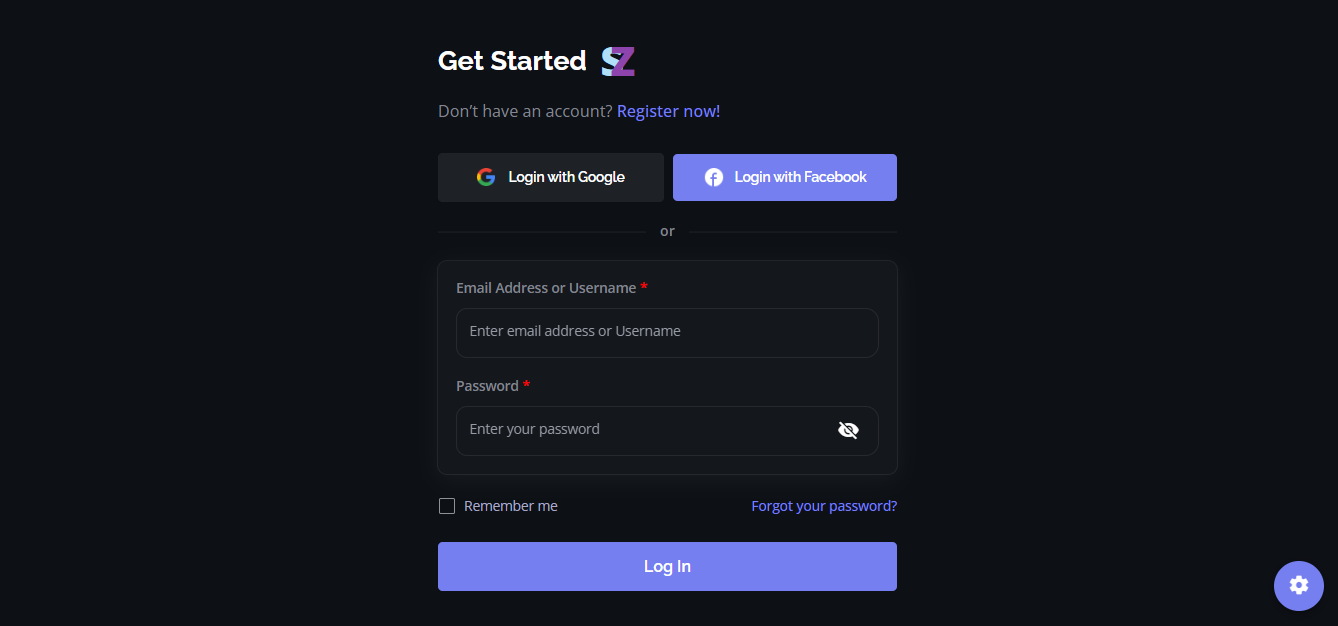 Get Started SZ
Don’t have an account? Register now!
Login with Google
Login with Facebook
or
Email Address or Username *
Enter email address or Username
Password *
Enter your password
Remember me
Forgot your password?
Log In